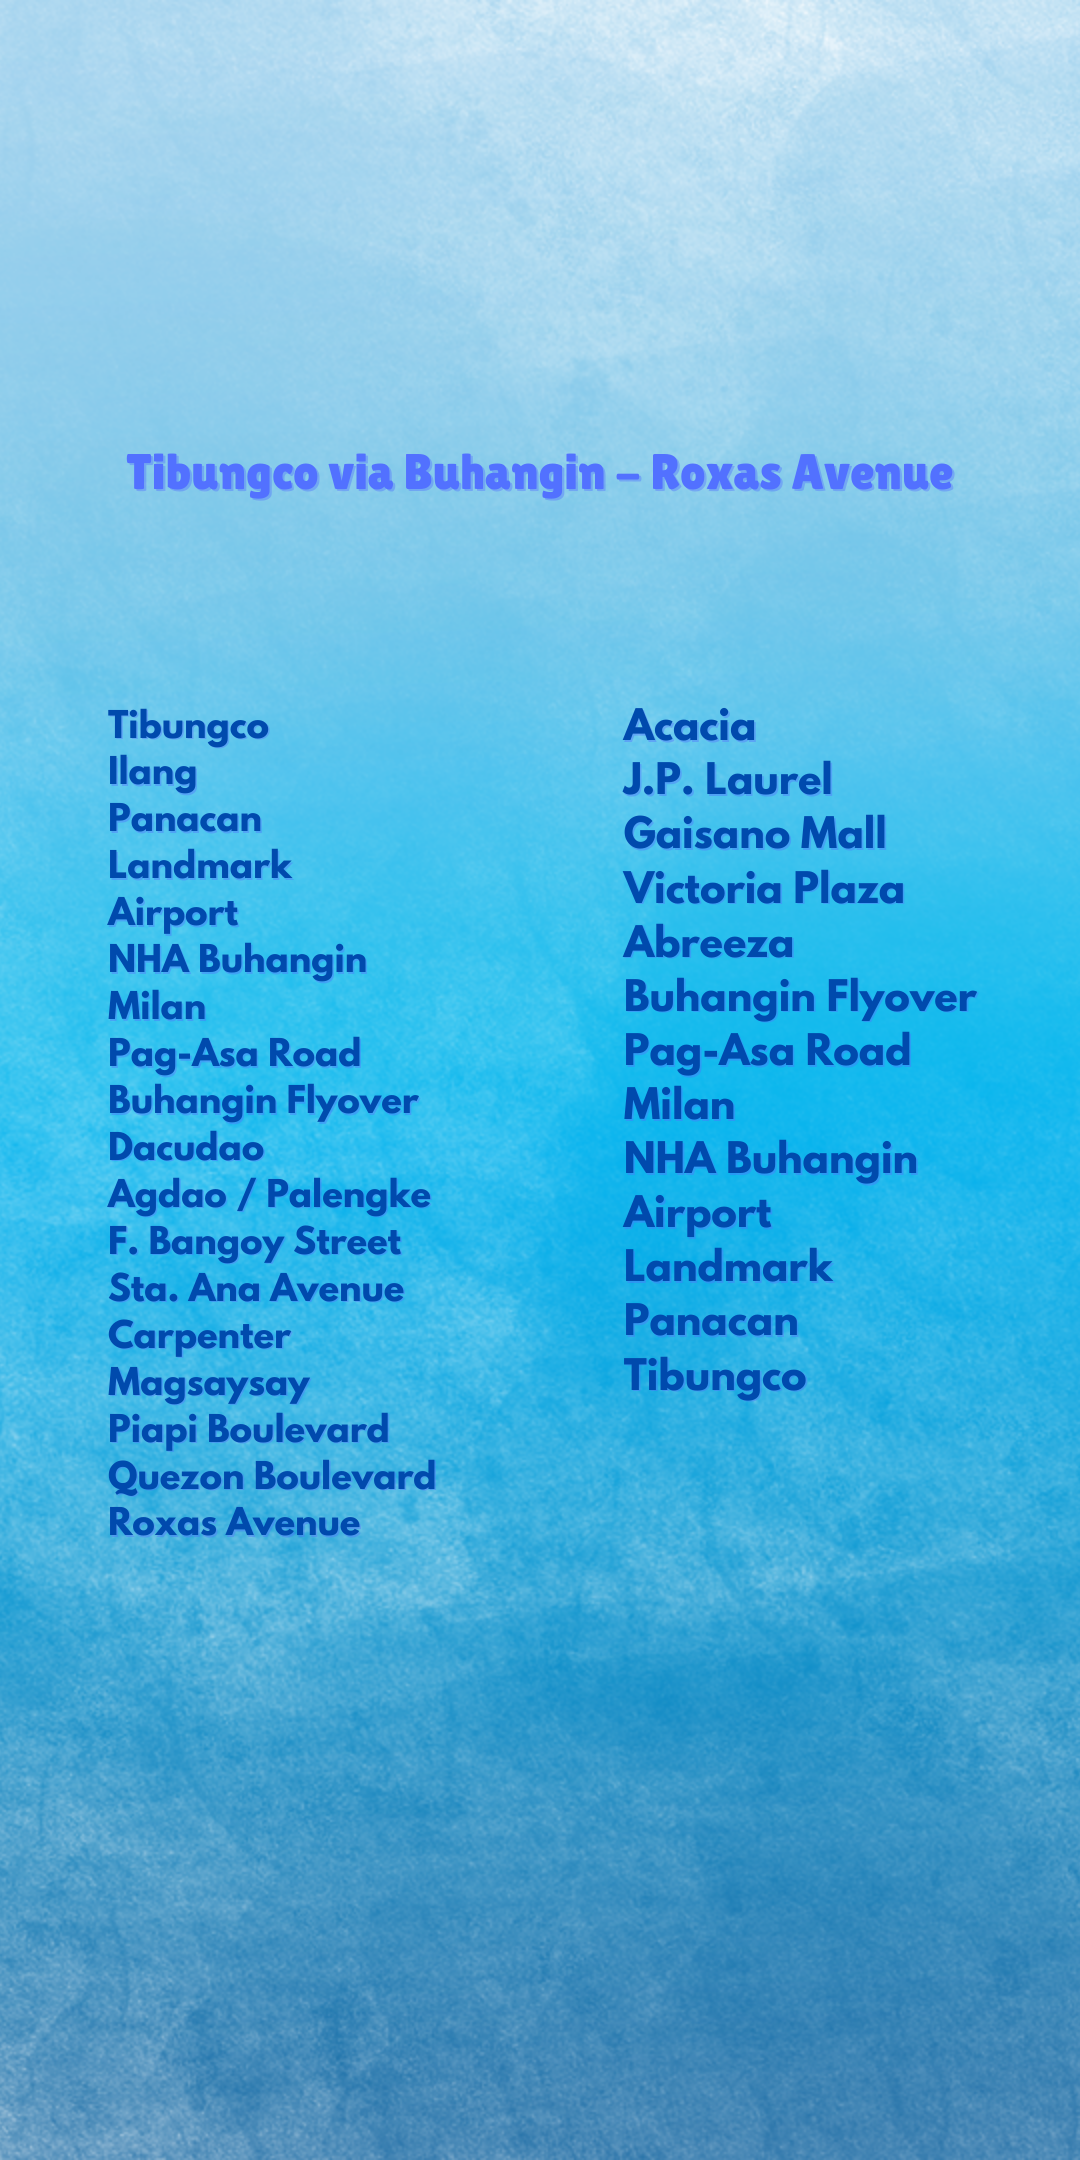 Tibungco via Buhangin – Roxas Avenue
Tibungco
Ilang
Panacan
Landmark
Airport
NHA Buhangin
Milan
Pag-Asa Road
Buhangin Flyover
Dacudao
Agdao / Palengke
F. Bangoy Street
Sta. Ana Avenue
Carpenter
Magsaysay
Piapi Boulevard
Quezon Boulevard
Roxas Avenue
Acacia
J.P. Laurel
Gaisano Mall
Victoria Plaza
Abreeza
Buhangin Flyover
Pag-Asa Road
Milan
NHA Buhangin
Airport
Landmark
Panacan
Tibungco